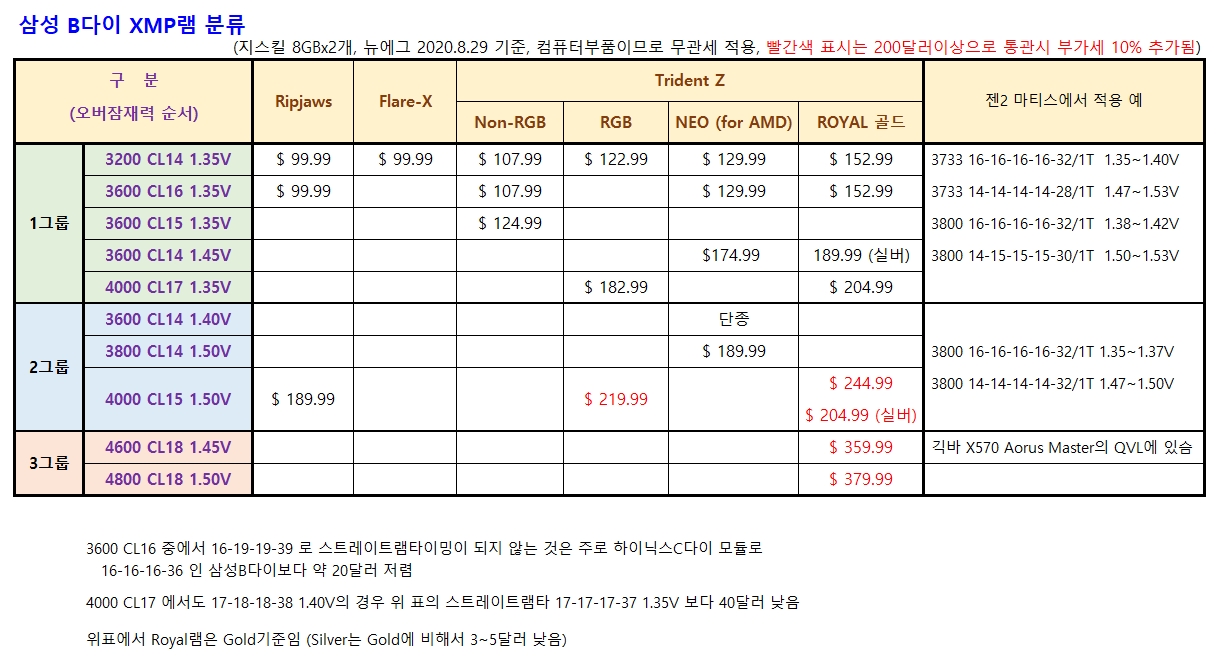 삼성 B다이 XMP램 분류
(지스킬 8GBx2개, 뉴에그 2020.8.29 기준, 컴퓨터부품이므로 무관세 적용, 빨간색 표시는 200달러이상으로 통관시 부가세 10% 추가됨)
구 분 (오버잠재력 순서) Ripjaws Flare-X Trident Z 젠2 마티스에서 적용 예
Non-RGB RGB NEO (for AMD) ROYAL 골드
1그룹
3200 CL14 1.35V $ 99.99 $ 99.99 $ 107.99 $ 122.99 $ 129.99 $ 152.99 3733 16-16-16-16-32/1T 1.35~1.40V
3600 CL16 1.35V $ 99.99 $ 107.99 $ 129.99 $ 152.99 3733 14-14-14-14-28/1T 1.47~1.53V
3600 CL15 1.35V $ 124.99 3800 16-16-16-16-32/1T 1.38~1.42V
3600 CL14 1.45V $174.99 189.99 (실버) 3800 14-15-15-15-30/1T 1.50~1.53V
4000 CL17 1.35V $ 182.99 $ 204.99
2그룹
3600 CL14 1.40V 단종
3800 CL14 1.50V $ 189.99 3800 16-16-16-16-32/1T 1.35~1.37V
4000 CL15 1.50V $ 189.99 $ 219.99 $ 244.99 3800 14-14-14-14-32/1T 1.47~1.50V
$ 204.99 (실버)
3그룹
4600 CL18 1.45V $ 359.99 긱바 X570 Aorus Master의 QVL에 있슴
4800 CL18 1.50V $ 379.99
3600 CL16 중에서 16-19-19-39 로 스트레이트램타이밍이 되지 않는 것은 주로 하이닉스C다이 모듈로
16-16-16-36 인 삼성B다이보다 약 20달러 저렴
4000 CL17 에서도 17-18-18-38 1.40V의 경우 위 표의 스트레이트램타 17-17-17-37 1.35V 보다 40달러 낮음
위표에서 Royal램은 Gold기준임 (Silver는 Gold에 비해서 3~5달러 낮음)